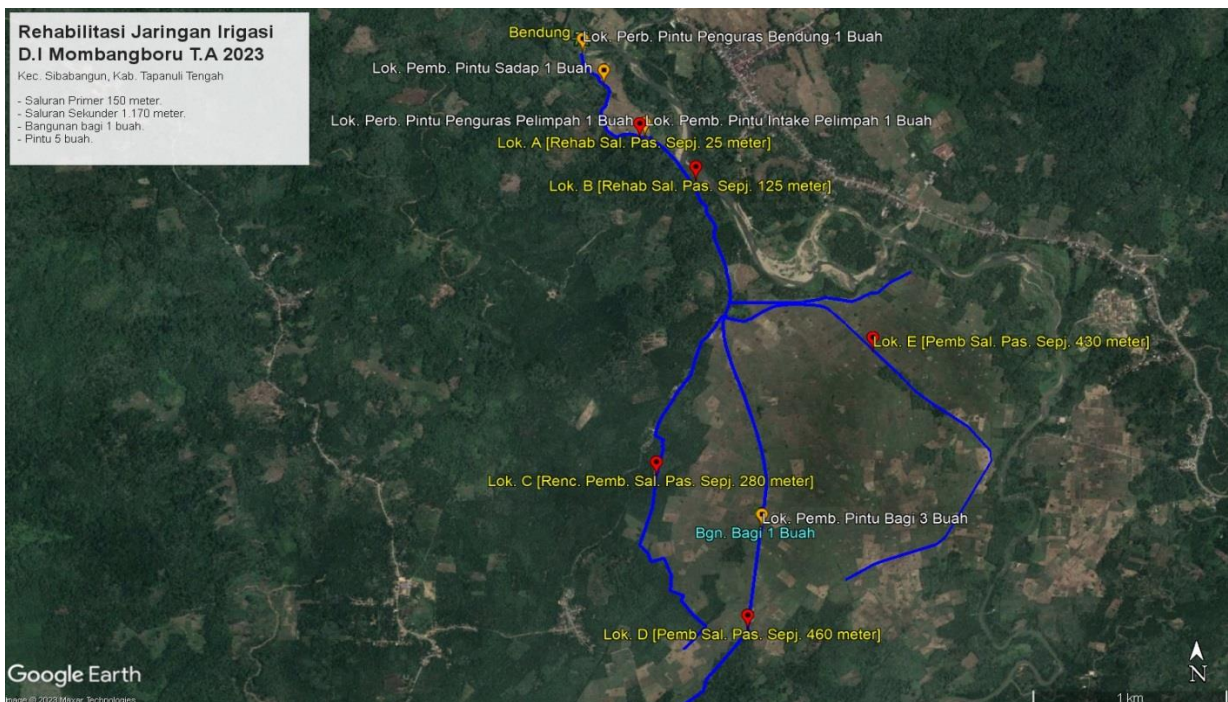 Rehabilitasi Jaringan Irigasi
D.I Mombangboru T.A 2023
Kec. Sibabangun, Kab. Tapanuli Tengah
- Saluran Primer 150 meter.
- Saluran Sekunder 1.170 meter.
- Bangunan bagi 1 buah.
- Pintu 5 buah.
Bendung
Lok. Perb. Pintu Penguras Bendung 1 Buah
Lok. Pemb. Pintu Sadap 1 Buah
Lok. Perb. Pintu Penguras Pelimpah 1 Buah
Lok. Pemb. Pintu Intake Pelimpah 1 Buah
Lok. A [Rehab Sal. Pas. Sepj. 25 meter]
Lok. B [Rehab Sal. Pas. Sepj. 125 meter]
Lok. E [Pemb Sal. Pas. Sepj. 430 meter]
Lok. C [Renc. Pemb. Sal. Pas. Sepj. 280 meter]
Lok. Pemb. Pintu Bagi 3 Buah
Bgn. Bagi 1 Buah
Lok. D [Pemb Sal. Pas. Sepj. 460 meter]
Google Earth
Image © 2023 Maxar Technologies
N
1 km